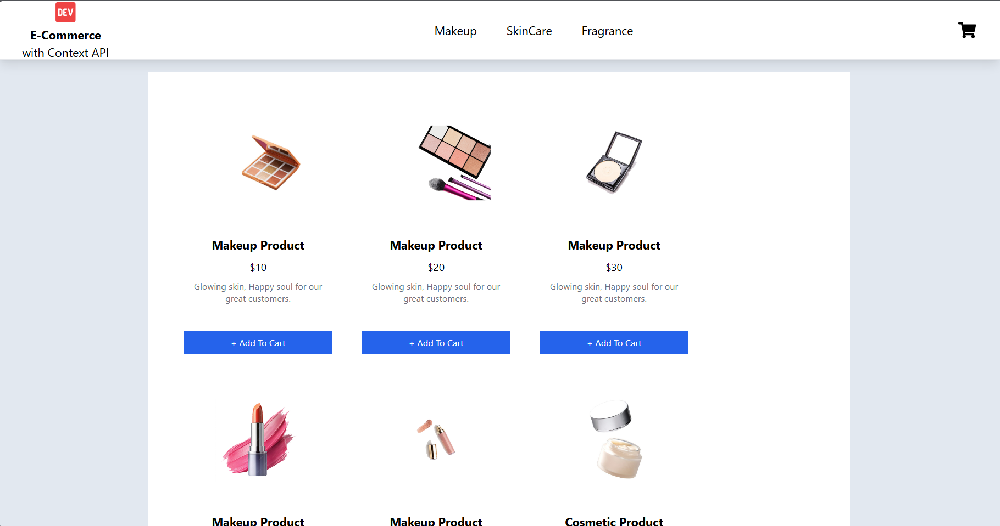 DEV
E-Commerce
with Context API
Makeup SkinCare Fragrance
Makeup Product
$10
Glowing skin, Happy soul for our
great customers.
+ Add To Cart
Makeup Product
$20
Glowing skin, Happy soul for our
great customers.
+ Add To Cart
Makeup Product
$30
Glowing skin, Happy soul for our
great customers.
+ Add To Cart
Makeup Product
Makeup Product
Cosmetic Product